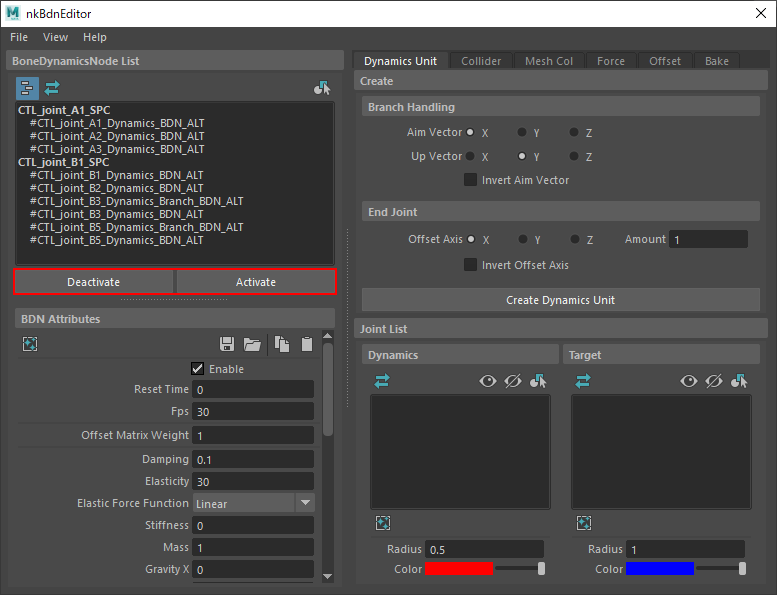 nkBdnEditor
File View Help
BoneDynamicsNode List
CTL_joint_A1_SPC
#CTL_joint_A1_Dynamics_BDN_ALT
#CTL_joint_A2_Dynamics_BDN_ALT
#CTL_joint_A3_Dynamics_BDN_ALT
CTL_joint_B1_SPC
#CTL_joint_B1_Dynamics_BDN_ALT
#CTL_joint_B2_Dynamics_BDN_ALT
#CTL_joint_B3_Dynamics_Branch_BDN_ALT
#CTL_joint_B3_Dynamics_BDN_ALT
#CTL_joint_B5_Dynamics_Branch_BDN_ALT
#CTL_joint_B5_Dynamics_BDN_ALT
Deactivate Activate
BDN Attributes
Enable
Reset Time 0
Fps 30
Offset Matrix Weight 1
Damping 0.1
Elasticity 30
Elastic Force Function Linear
Stiffness 0
Mass 1
Gravity X 0
Dynamics Unit Collider Mesh Col Force Offset Bake
Create
Branch Handling
Aim Vector X Y Z
Up Vector X Y Z
Invert Aim Vector
End Joint
Offset Axis X Y Z Amount 1
Invert Offset Axis
Create Dynamics Unit
Joint List
Dynamics Target
Radius 0.5 Radius 1
Color Color